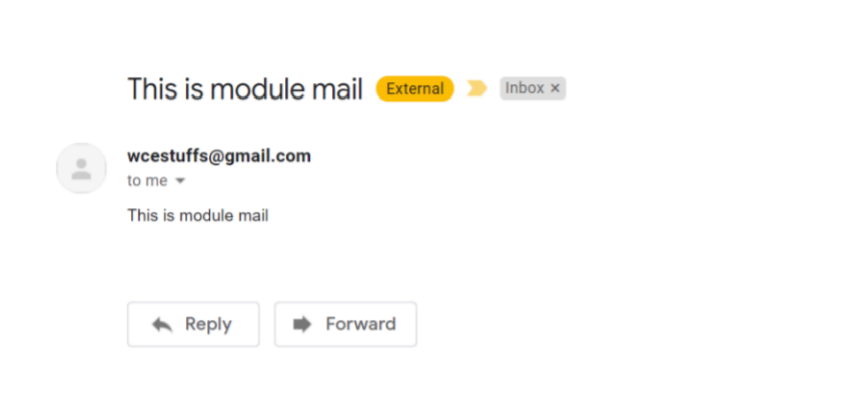 This is module mail External Inbox ×
wcestuffs@gmail.com
to me
This is module mail
Reply Forward